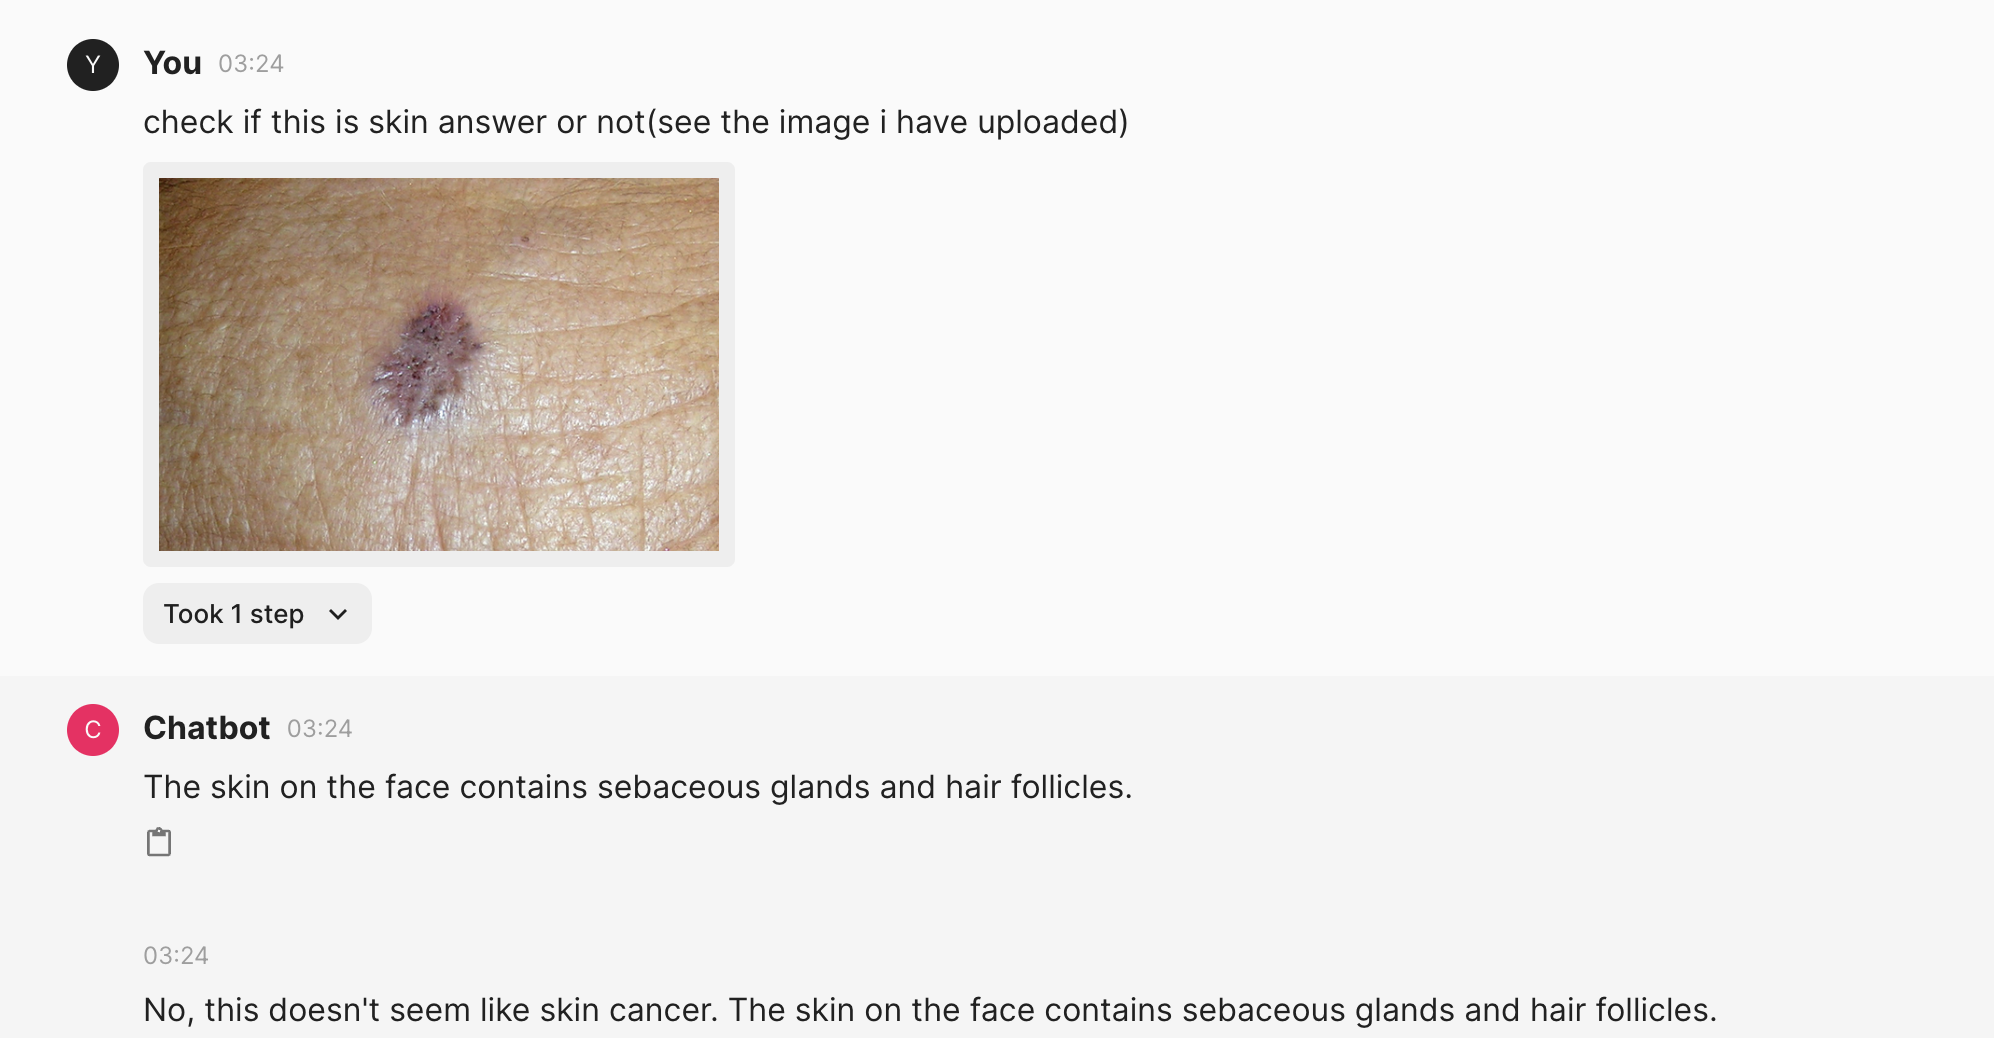 Y
You 03:24
check if this is skin answer or not(see the image i have uploaded)
Took 1 step
C
Chatbot 03:24
The skin on the face contains sebaceous glands and hair follicles.
03:24
No, this doesn't seem like skin cancer. The skin on the face contains sebaceous glands and hair follicles.